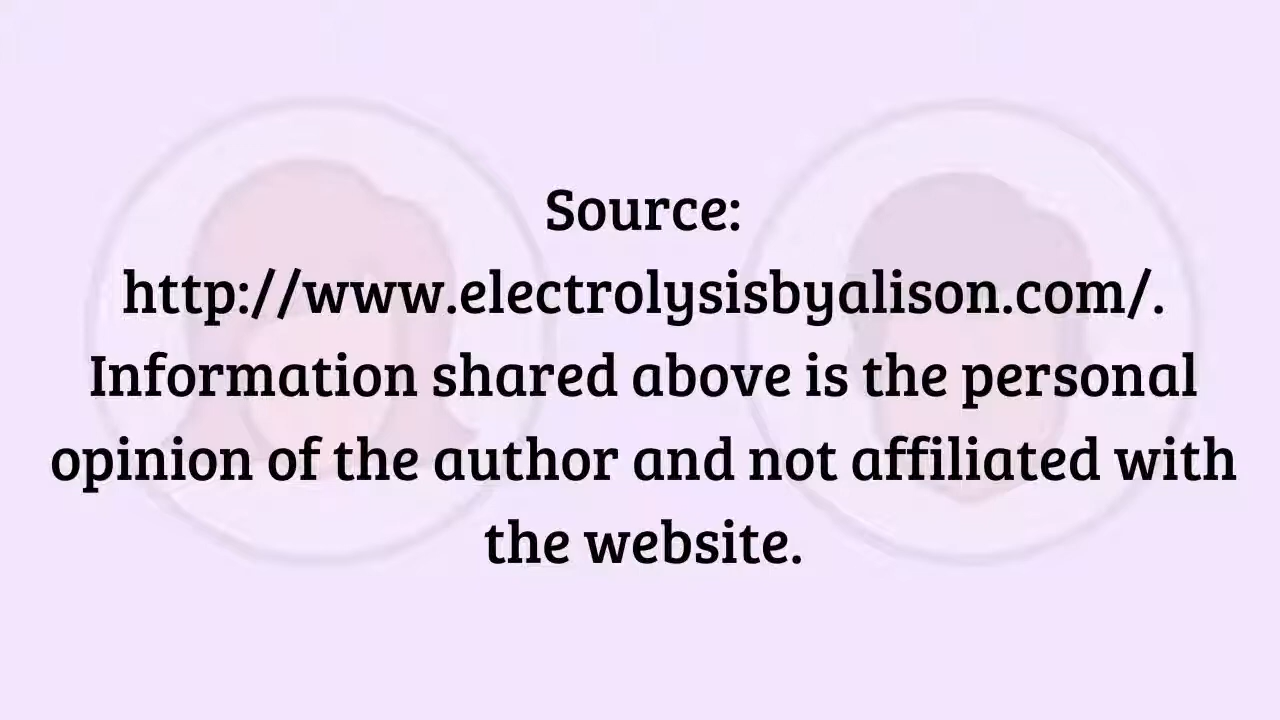 Source:
http://www.electrolysisbyalison.com/.
Information shared above is the personal
opinion of the author and not affiliated with
the website.